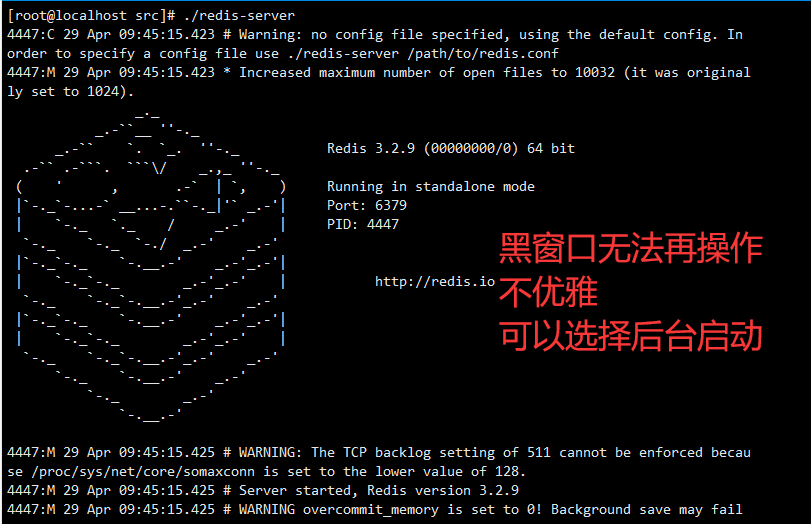 [root@localhost src]# ./redis-server
4447:C 29 Apr 09:45:15.423 # Warning: no config file specified, using the default config. In
order to specify a config file use ./redis-server /path/to/redis.conf
4447:M 29 Apr 09:45:15.423 * Increased maximum number of open files to 10032 (it was original
ly set to 1024).
Redis 3.2.9 (00000000/0) 64 bit
Running in standalone mode
Port: 6379
PID: 4447
黑窗口无法再操作
http://redis.io
不优雅
可以选择后台启动
4447:M 29 Apr 09:45:15.425 # WARNING: The TCP backlog setting of 511 cannot be enforced becau
se /proc/sys/net/core/somaxconn is set to the lower value of 128.
4447:M 29 Apr 09:45:15.425 # Server started, Redis version 3.2.9
4447:M 29 Apr 09:45:15.425 # WARNING overcommit_memory is set to 0! Background save may fail